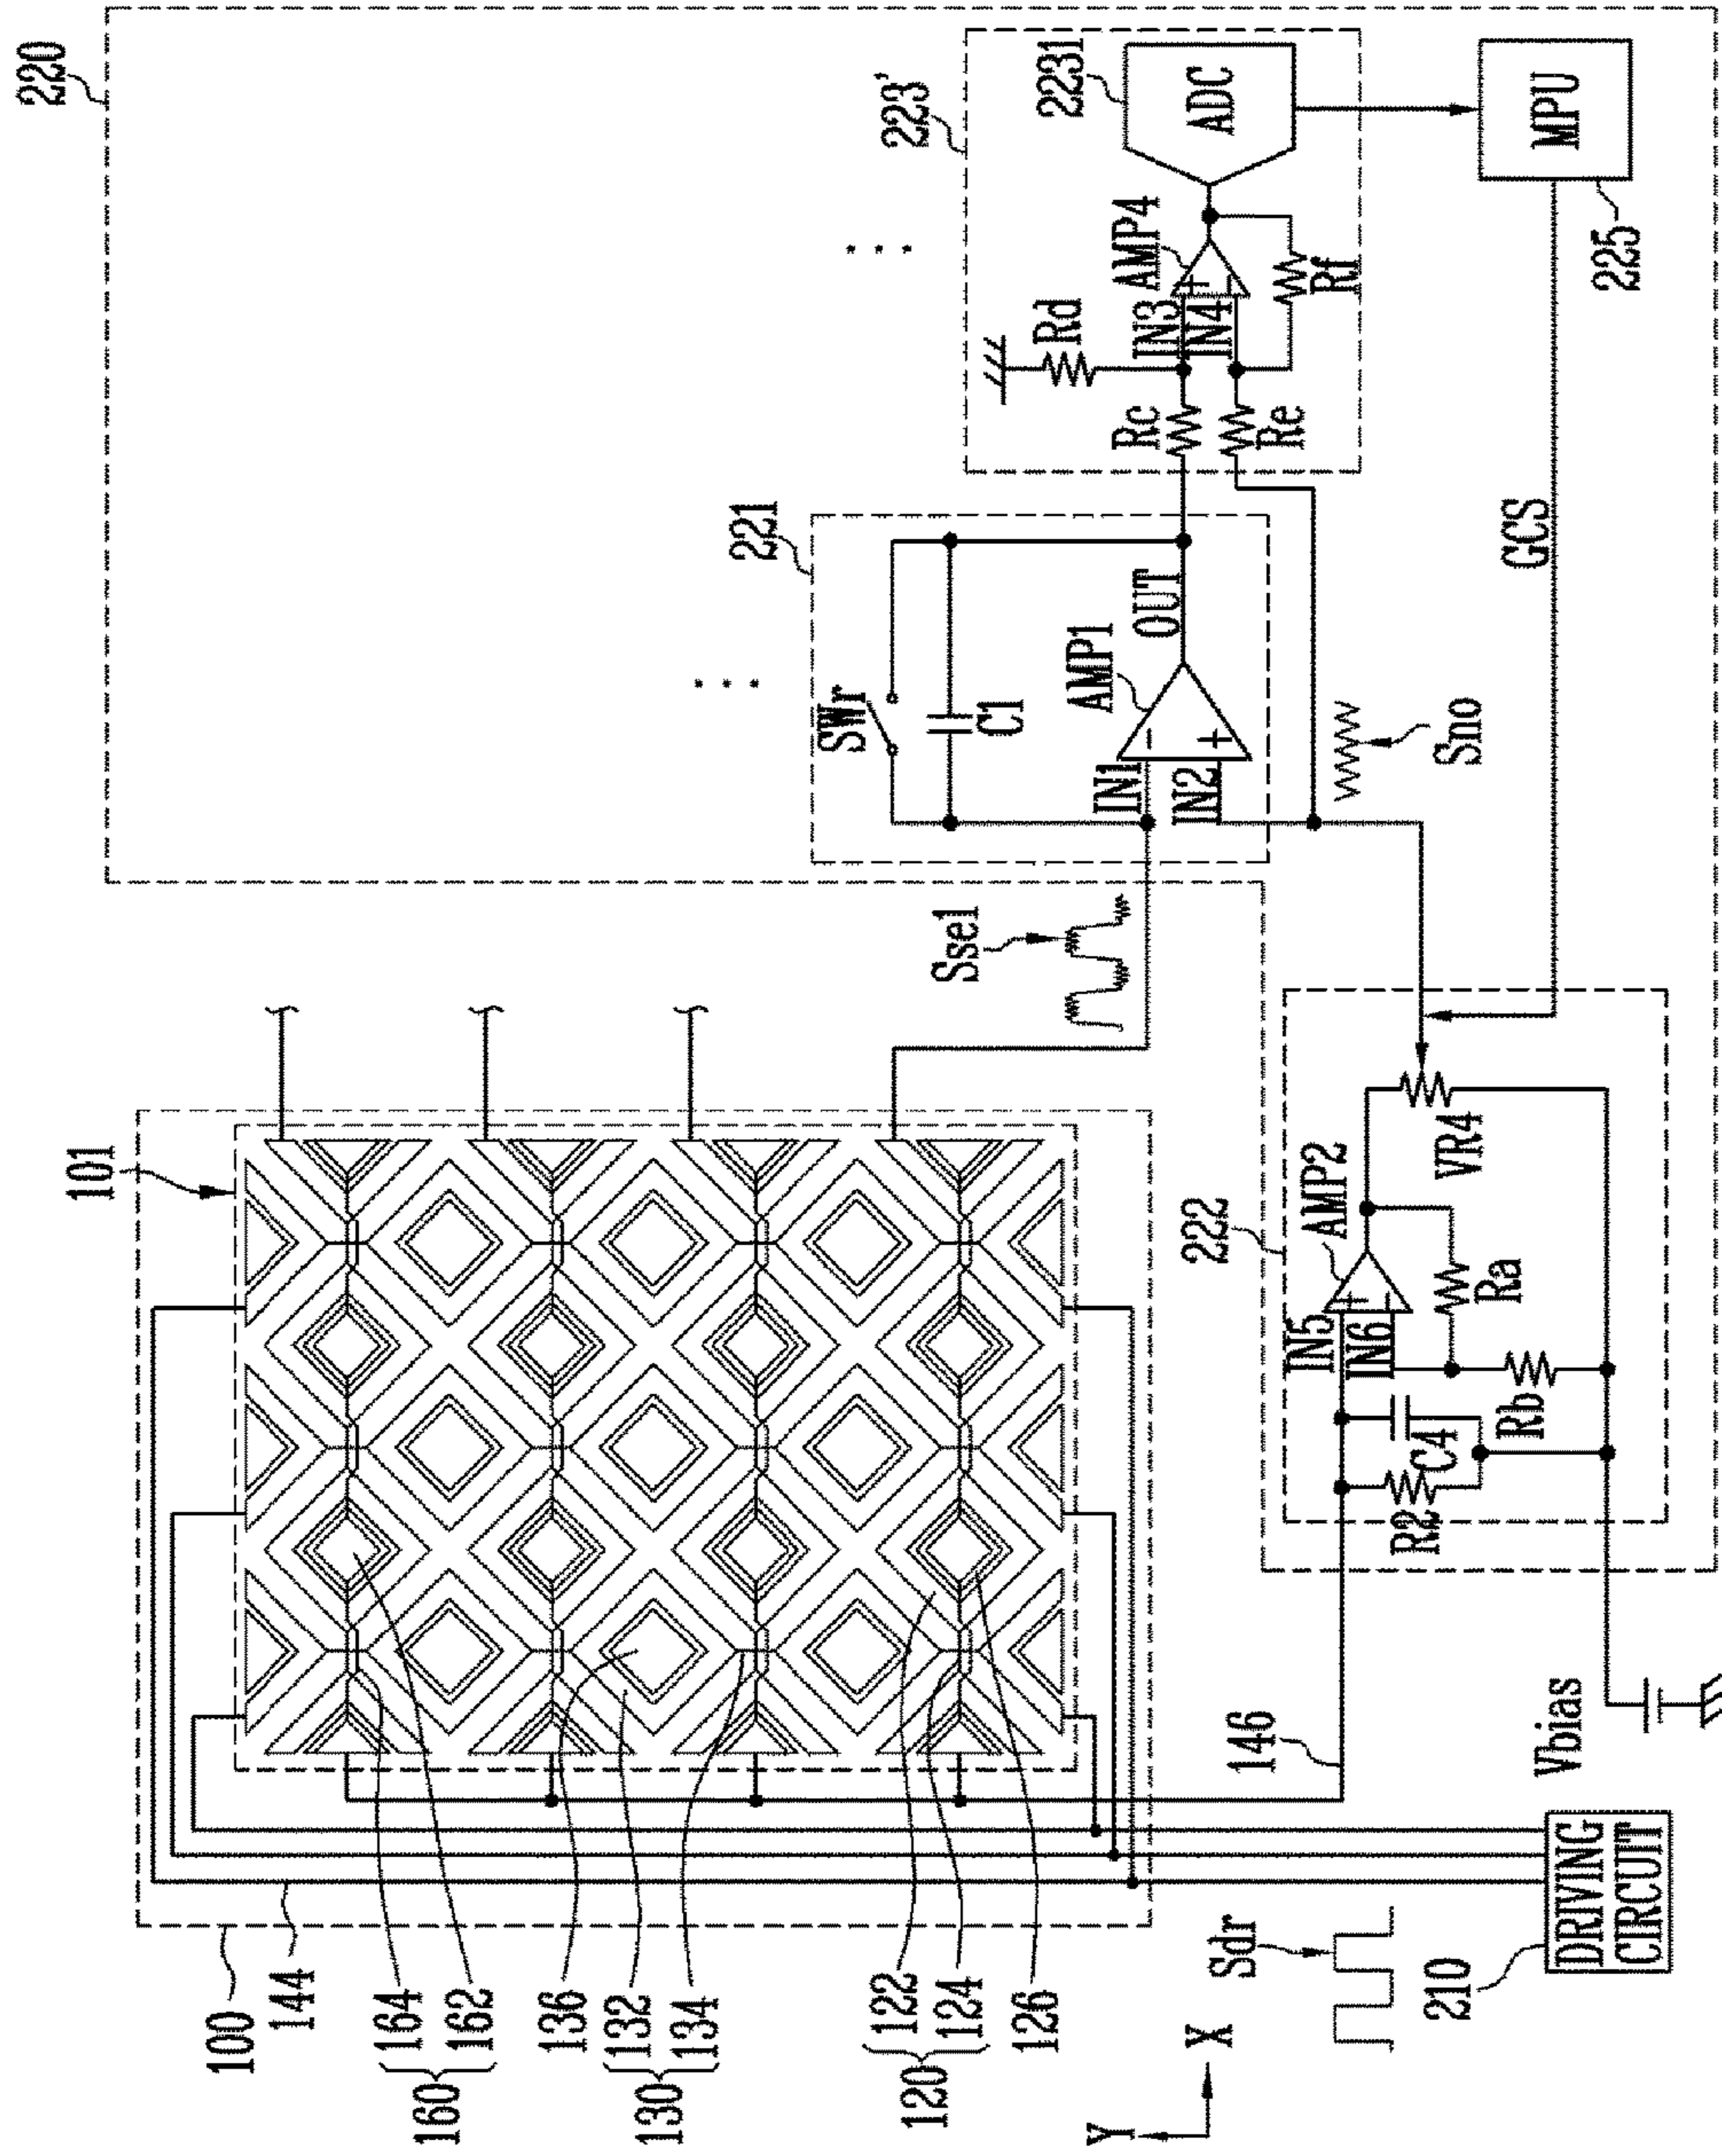 220
223'
2231
ADC
AMP4
IN3
IN4
Rd
Rc
Re
Rf
MPU
225
221
SWr
C1
AMP1
OUT
IN1
IN2
GCS
Sno
Sse1
101
222
AMP2
IN5
IN6
VR4
Ra
Rb
C4
R2
146
Vbias
100
144
164
162
160
136
132
134
130
122
124
120
126
Sdr
210
DRIVING
CIRCUIT
Y
X